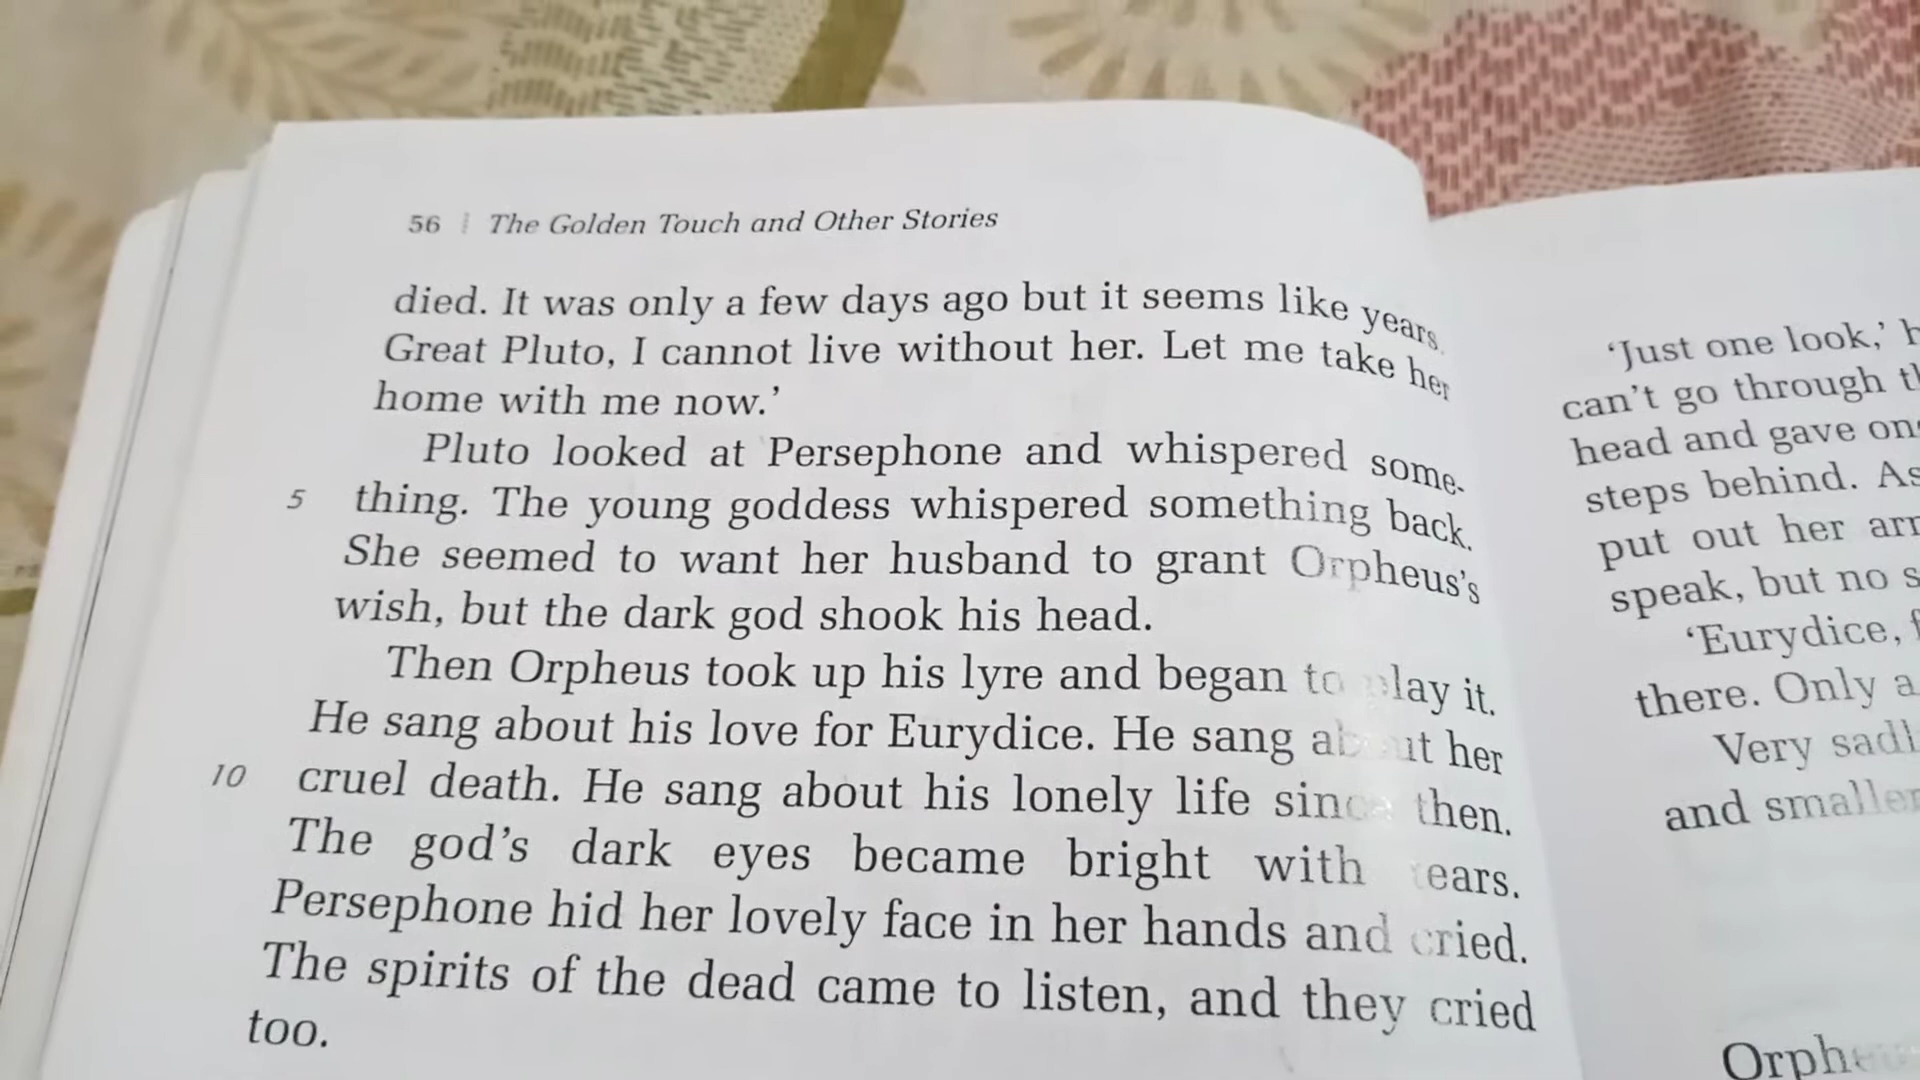 56 The Golden Touch and Other Stories
died. It was only a few days ago but it seems like years.
Great Pluto, I cannot live without her. Let me take her
home with me now.’
Pluto looked at Persephone and whispered some-
5 thing. The young goddess whispered something back.
She seemed to want her husband to grant Orpheus’s
wish, but the dark god shook his head.
Then Orpheus took up his lyre and began to play it.
He sang about his love for Eurydice. He sang about her
10 cruel death. He sang about his lonely life since then.
The god’s dark eyes became bright with tears.
Persephone hid her lovely face in her hands and cried.
The spirits of the dead came to listen, and they cried
too.
‘Just one look,’
can’t go through
head and gave
steps behind. As
put out her
speak, but no
‘Eurydice,
there. Only a
Very
and smaller